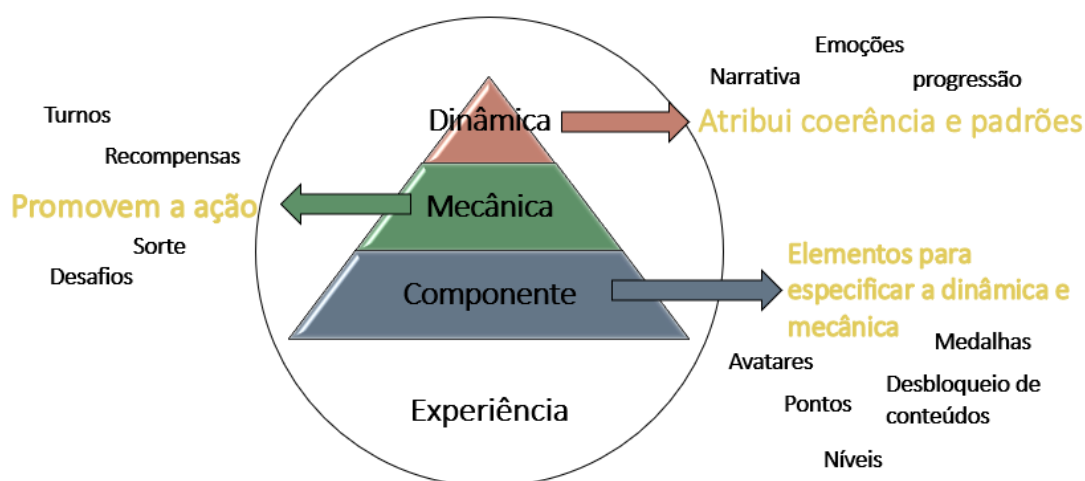 Emoções
Narrativa
progressão
Dinâmica
Atribui coerência e padrões
Turnos
Recompensas
Promovem a ação
Sorte
Desafios
Mecânica
Componente
Elementos para
especificar a dinâmica e
mecânica
Medalhas
Avatares
Desbloqueio de
conteúdos
Pontos
Níveis
Experiência